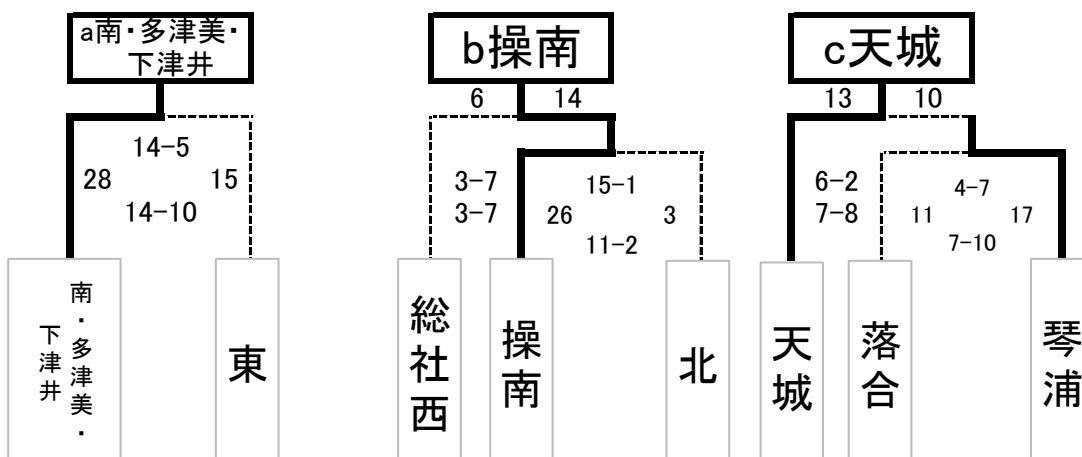 a南・多津美・
下津井
b操南
c天城
6 14
13 10
14-5
28 15
14-10
3-7
3-7
15-1
26 3
11-2
6-2
7-8
4-7
11 17
7-10
南・多津美・
下津井
東
総社西
操南
北
天城
落合
琴浦